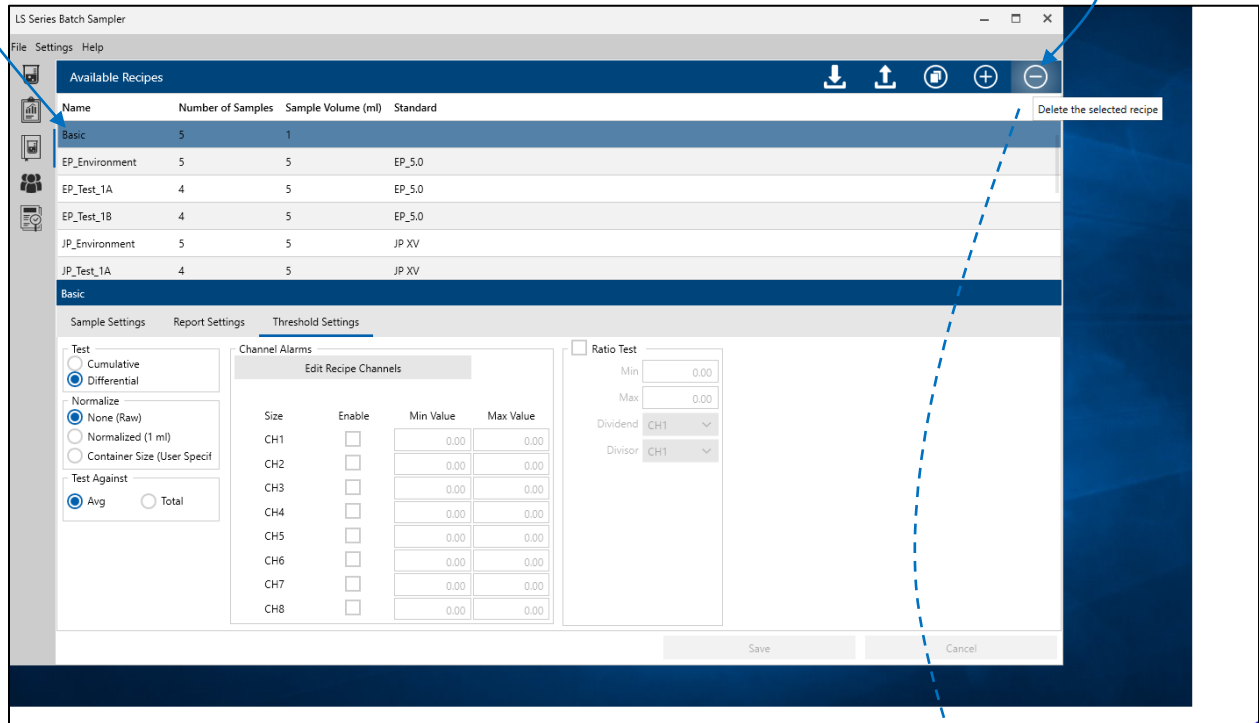 LS Series Batch Sampler
File Settings Help
Available Recipes
Delete the selected recipe
Name Number of Samples Sample Volume (ml) Standard
Basic 5 1
EP_Environment 5 5 EP_5.0
EP_Test_1A 4 5 EP_5.0
EP_Test_1B 4 5 EP_5.0
JP_Environment 5 5 JP XV
JP_Test_1A 4 5 JP XV
Basic
Sample Settings Report Settings Threshold Settings
Test
Cumulative
Differential
Normalize
None (Raw)
Normalized (1 ml)
Container Size (User Specif
Test Against
Avg Total
Channel Alarms
Edit Recipe Channels
Size Enable Min Value Max Value
CH1 0.00 0.00
CH2 0.00 0.00
CH3 0.00 0.00
CH4 0.00 0.00
CH5 0.00 0.00
CH6 0.00 0.00
CH7 0.00 0.00
CH8 0.00 0.00
Ratio Test
Min 0.00
Max 0.00
Dividend CH1
Divisor CH1
Save Cancel